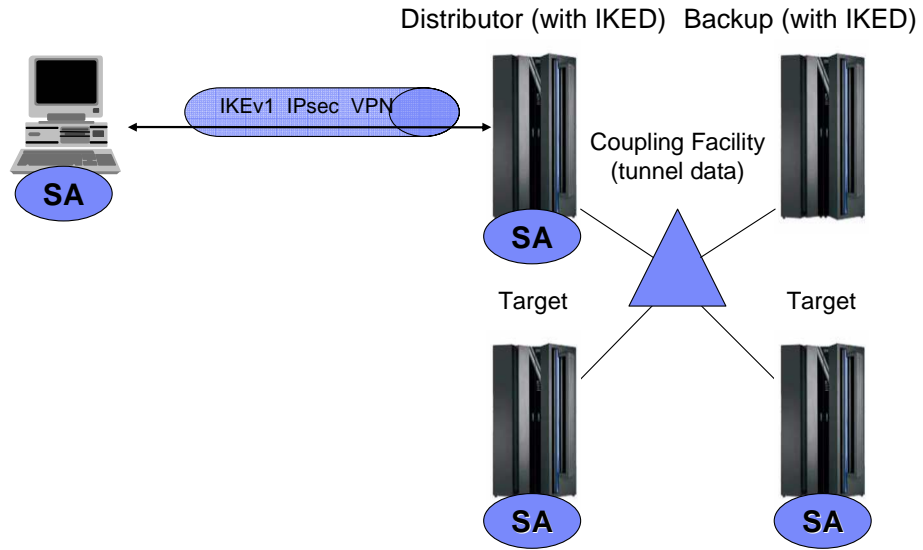 Distributor (with IKED)
Backup (with IKED)
IKEv1 IPsec VPN
Coupling Facility
(tunnel data)
SA
SA
Target
Target
SA
SA